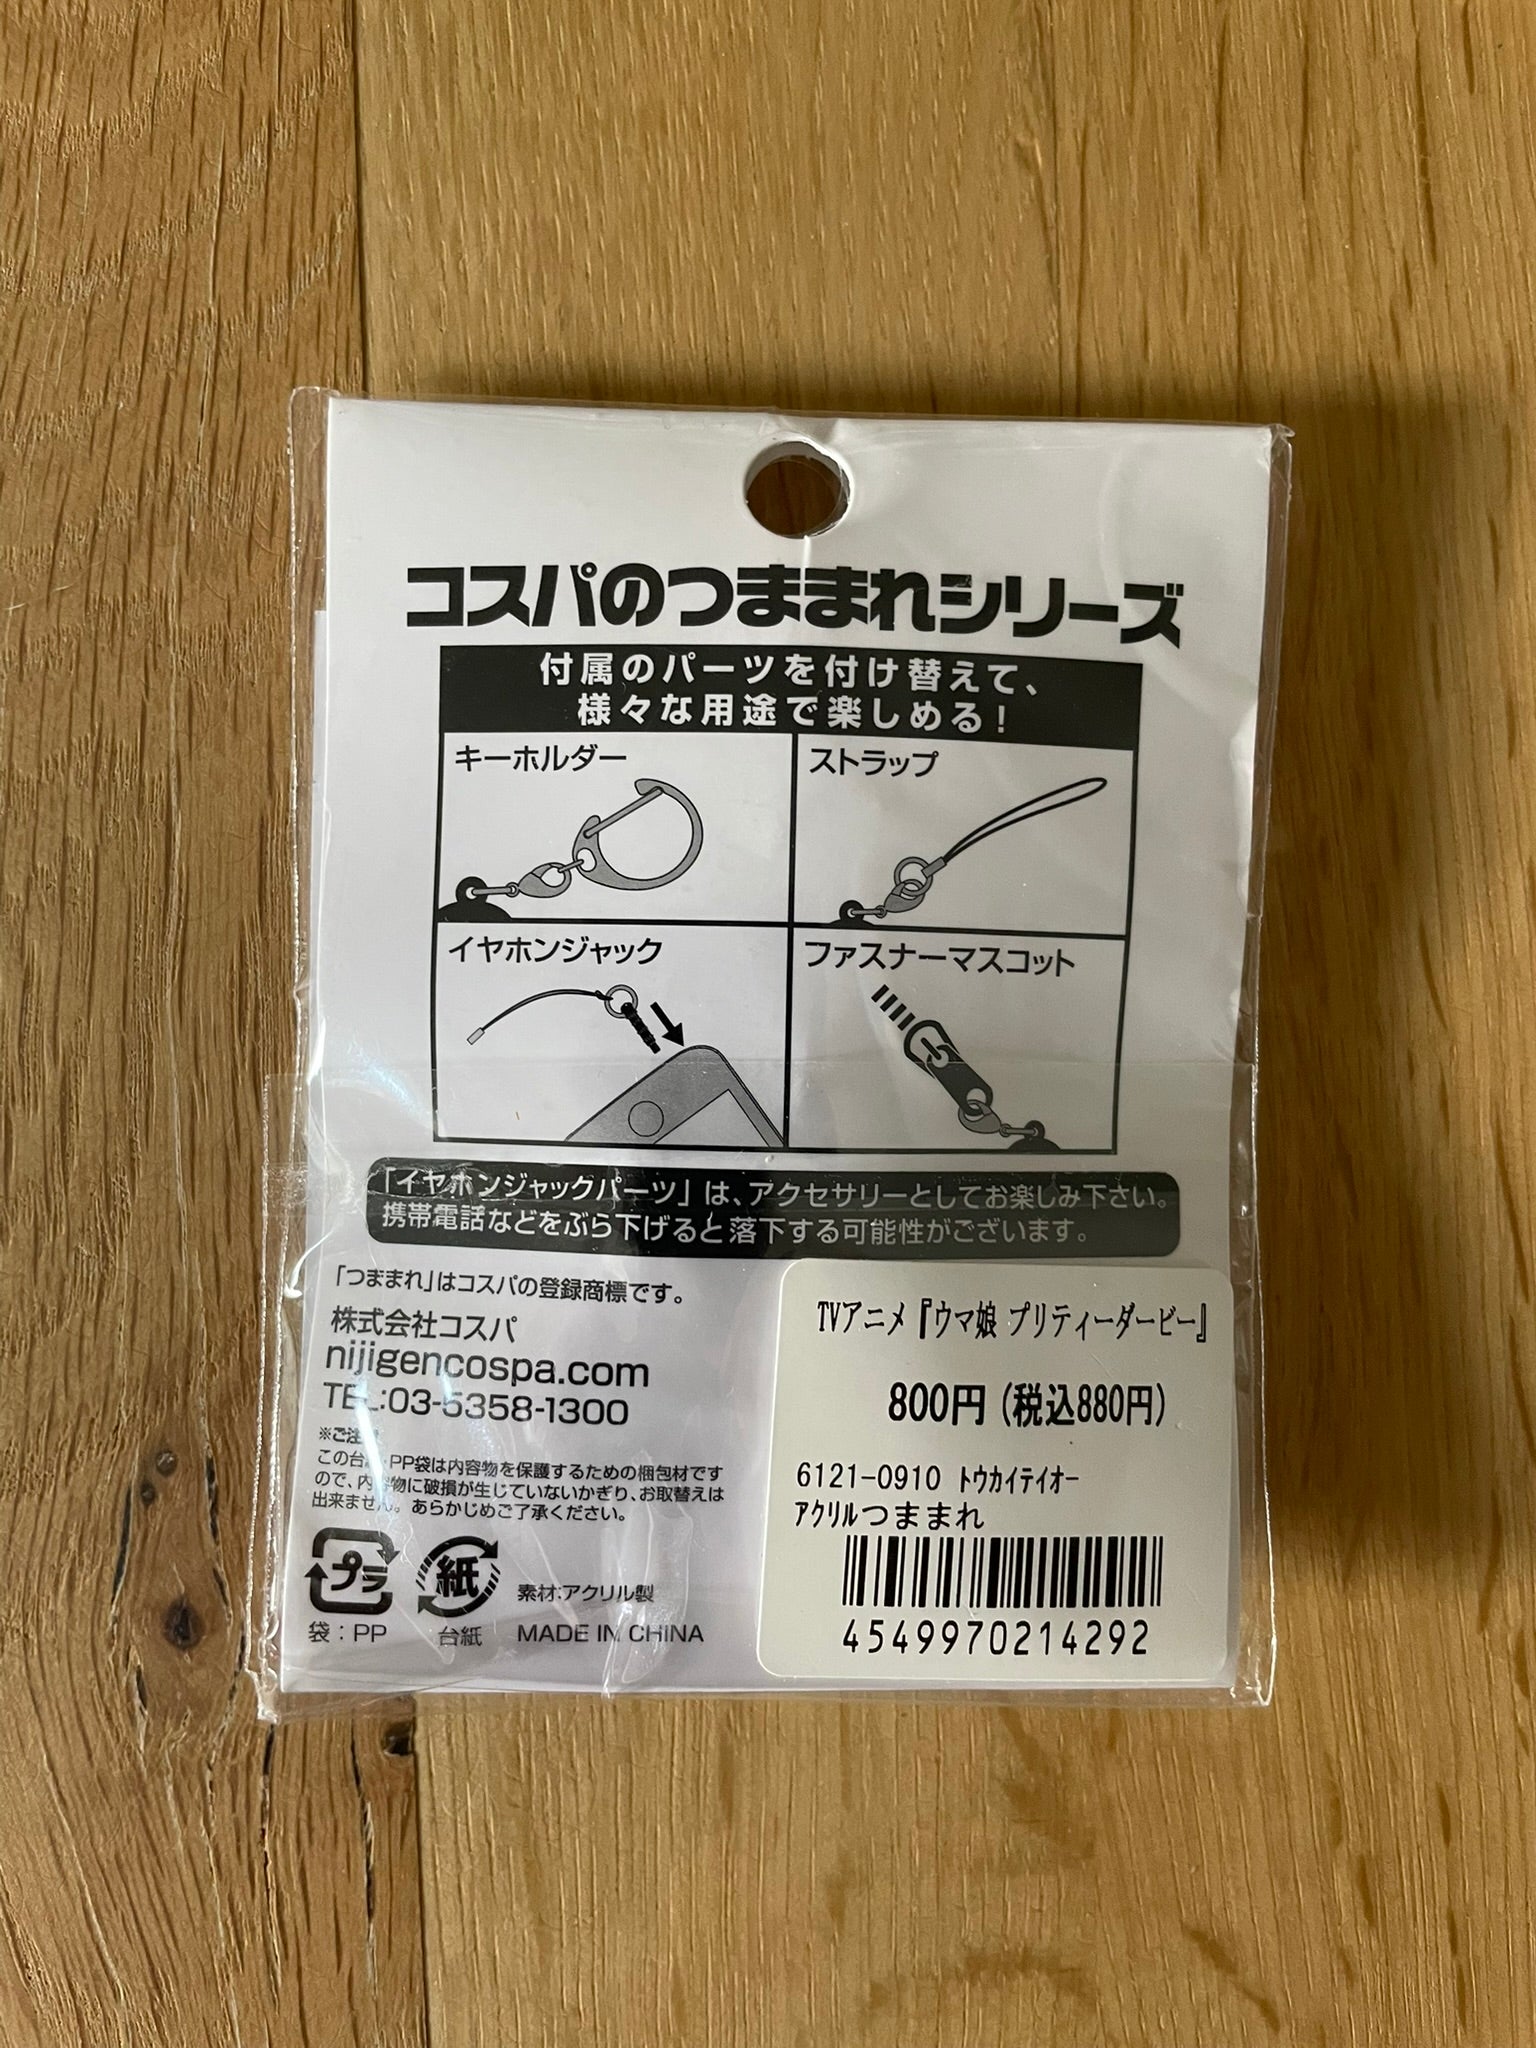 コスパのつままれシリーズ
付属のパーツを付け替えて、
様々な用途で楽しめる！
キーホルダー
ストラップ
イヤホンジャック
ファスナーマスコット
「イヤホンジャックパーツ」は、アクセサリーとしてお楽しみ下さい。
携帯電話などをぶら下げると落下する可能性がございます。
「つままれ」はコスパの登録商標です。
株式会社コスパ
nijigencospa.com
TEL:03-5358-1300
※ご注意
この台紙・PP袋は内容物を保護するための梱包材です
ので、内容物に破損が生じていないかぎり、お取替えは
出来ません。あらかじめご了承ください。
プラ
紙
素材:アクリル製
袋：PP
台紙
MADE IN CHINA
TVアニメ『ウマ娘 プリティーダービー』
800円（税込880円）
6121-0910 ﾄｳｶｲﾃｲｵｰ
ｱｸﾘﾙつままれ
4549970214292